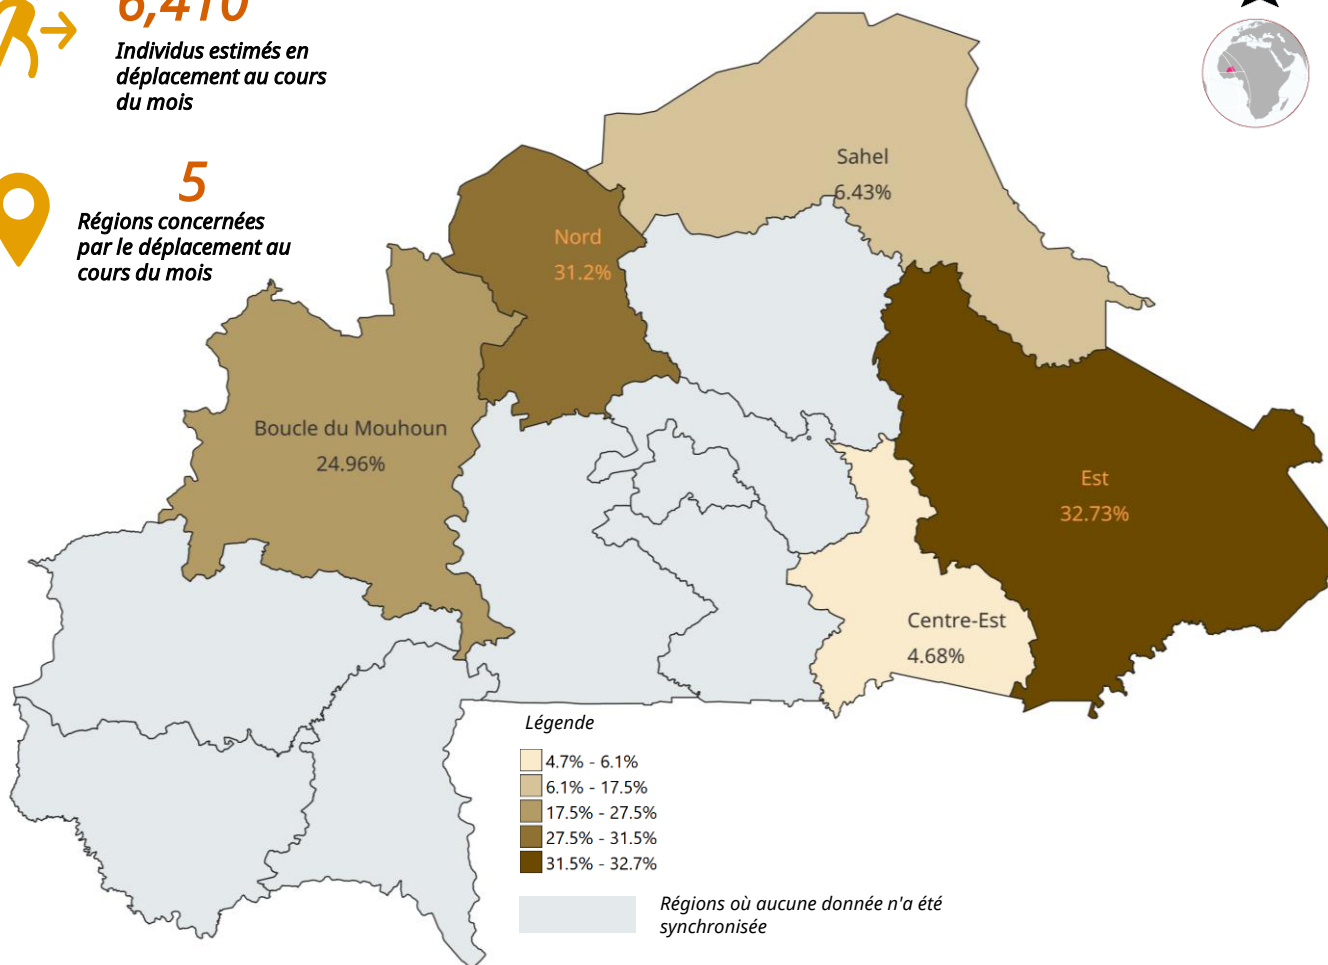 6,410
Individus estimés en
déplacement au cours
du mois
5
Régions concernées
par le déplacement au
cours du mois
Sahel
6.43%
Nord
31.2%
Boucle du Mouhoun
24.96%
Est
32.73%
Centre-Est
4.68%
Légende
4.7% - 6.1%
6.1% - 17.5%
17.5% - 27.5%
27.5% - 31.5%
31.5% - 32.7%
Régions où aucune donnée n'a été
synchronisée